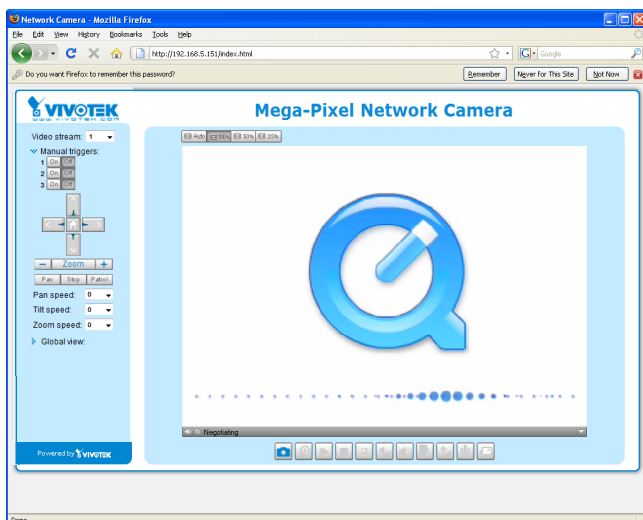 Network Camera - Mozilla Firefox
File Edit View History Bookmarks Tools Help
http://192.168.5.151/index.html
Google
Do you want Firefox to remember this password?
Remember Never for This Site Not Now
VIVOTEK
WWW.VIVOTEK.COM
Mega-Pixel Network Camera
Video stream: 1
Auto 100% 50% 25%
Manual triggers:
1 On Off
2 On Off
3 On Off
Zoom
Pan Stop Patrol
Pan speed: 0
Tilt speed: 0
Zoom speed: 0
Global view:
Negotiating
Powered by VIVOTEK
Done